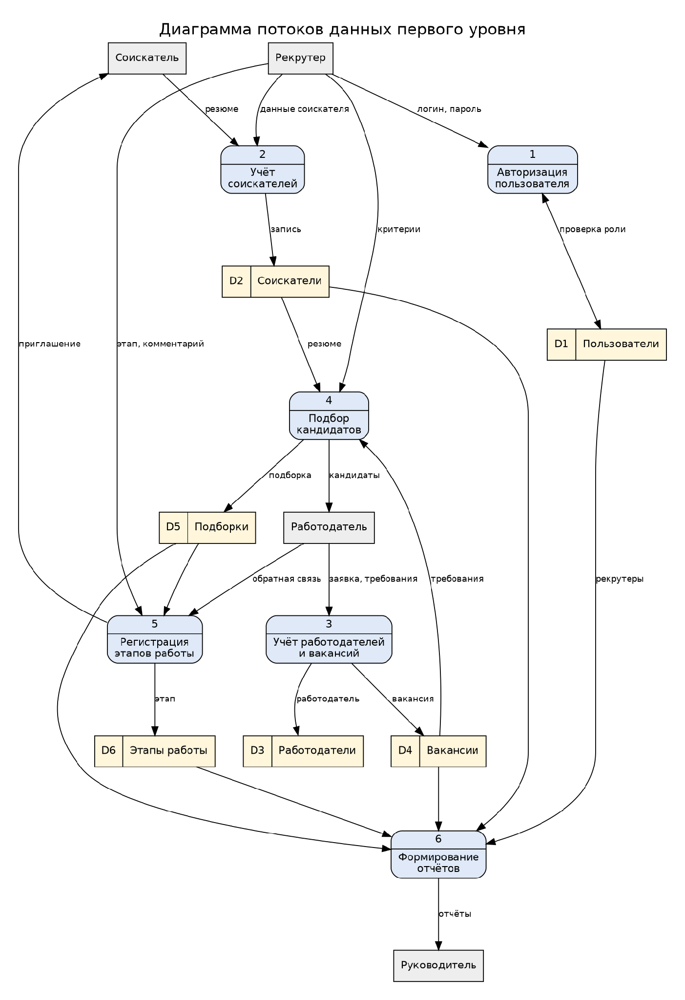 Диаграмма потоков данных первого уровня
Соискатель
Рекрутер
резюме
данные соискателя
логин, пароль
2
Учёт
соискателей
1
Авторизация
пользователя
запись
критерии
проверка роли
D2
Соискатели
приглашение
этап, комментарий
резюме
D1
Пользователи
4
Подбор
кандидатов
подборка
кандидаты
D5
Подборки
Работодатель
обратная связь
заявка, требования
требования
рекрутеры
5
Регистрация
этапов работы
3
Учёт работодателей
и вакансий
этап
работодатель
вакансия
D6
Этапы работы
D3
Работодатели
D4
Вакансии
6
Формирование
отчётов
отчёты
Руководитель